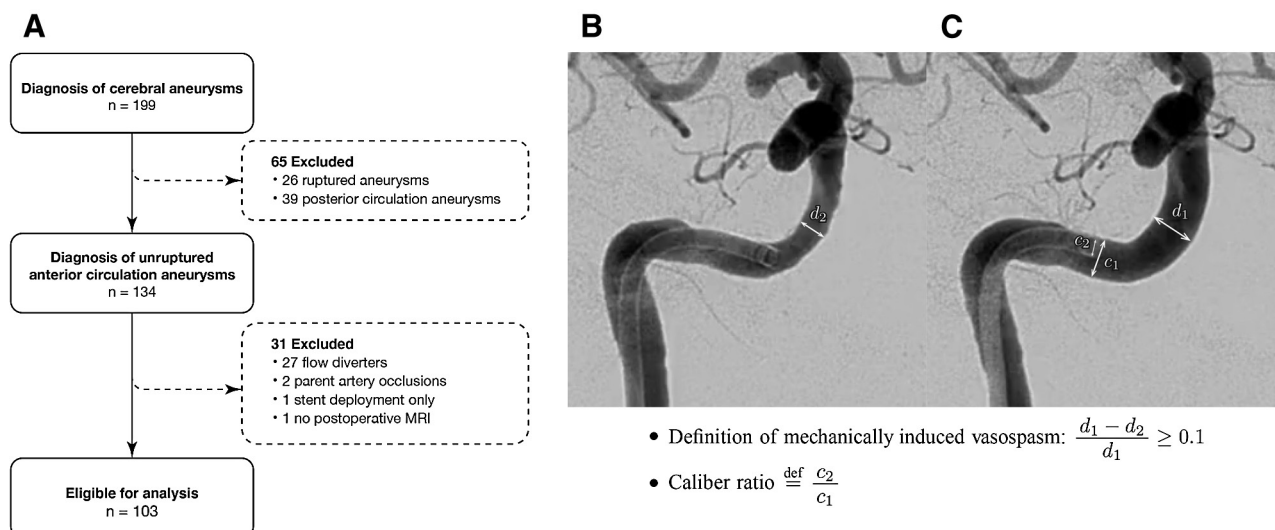 A
Diagnosis of cerebral aneurysms
n = 199
65 Excluded
• 26 ruptured aneurysms
• 39 posterior circulation aneurysms
Diagnosis of unruptured
anterior circulation aneurysms
n = 134
31 Excluded
• 27 flow diverters
• 2 parent artery occlusions
• 1 stent deployment only
• 1 no postoperative MRI
Eligible for analysis
n = 103
B
d₂
C
d₁
c₂
c₁
• Definition of mechanically induced vasospasm: (d₁ − d₂)/d₁ ≥ 0.1
• Caliber ratio ≝ c₂/c₁